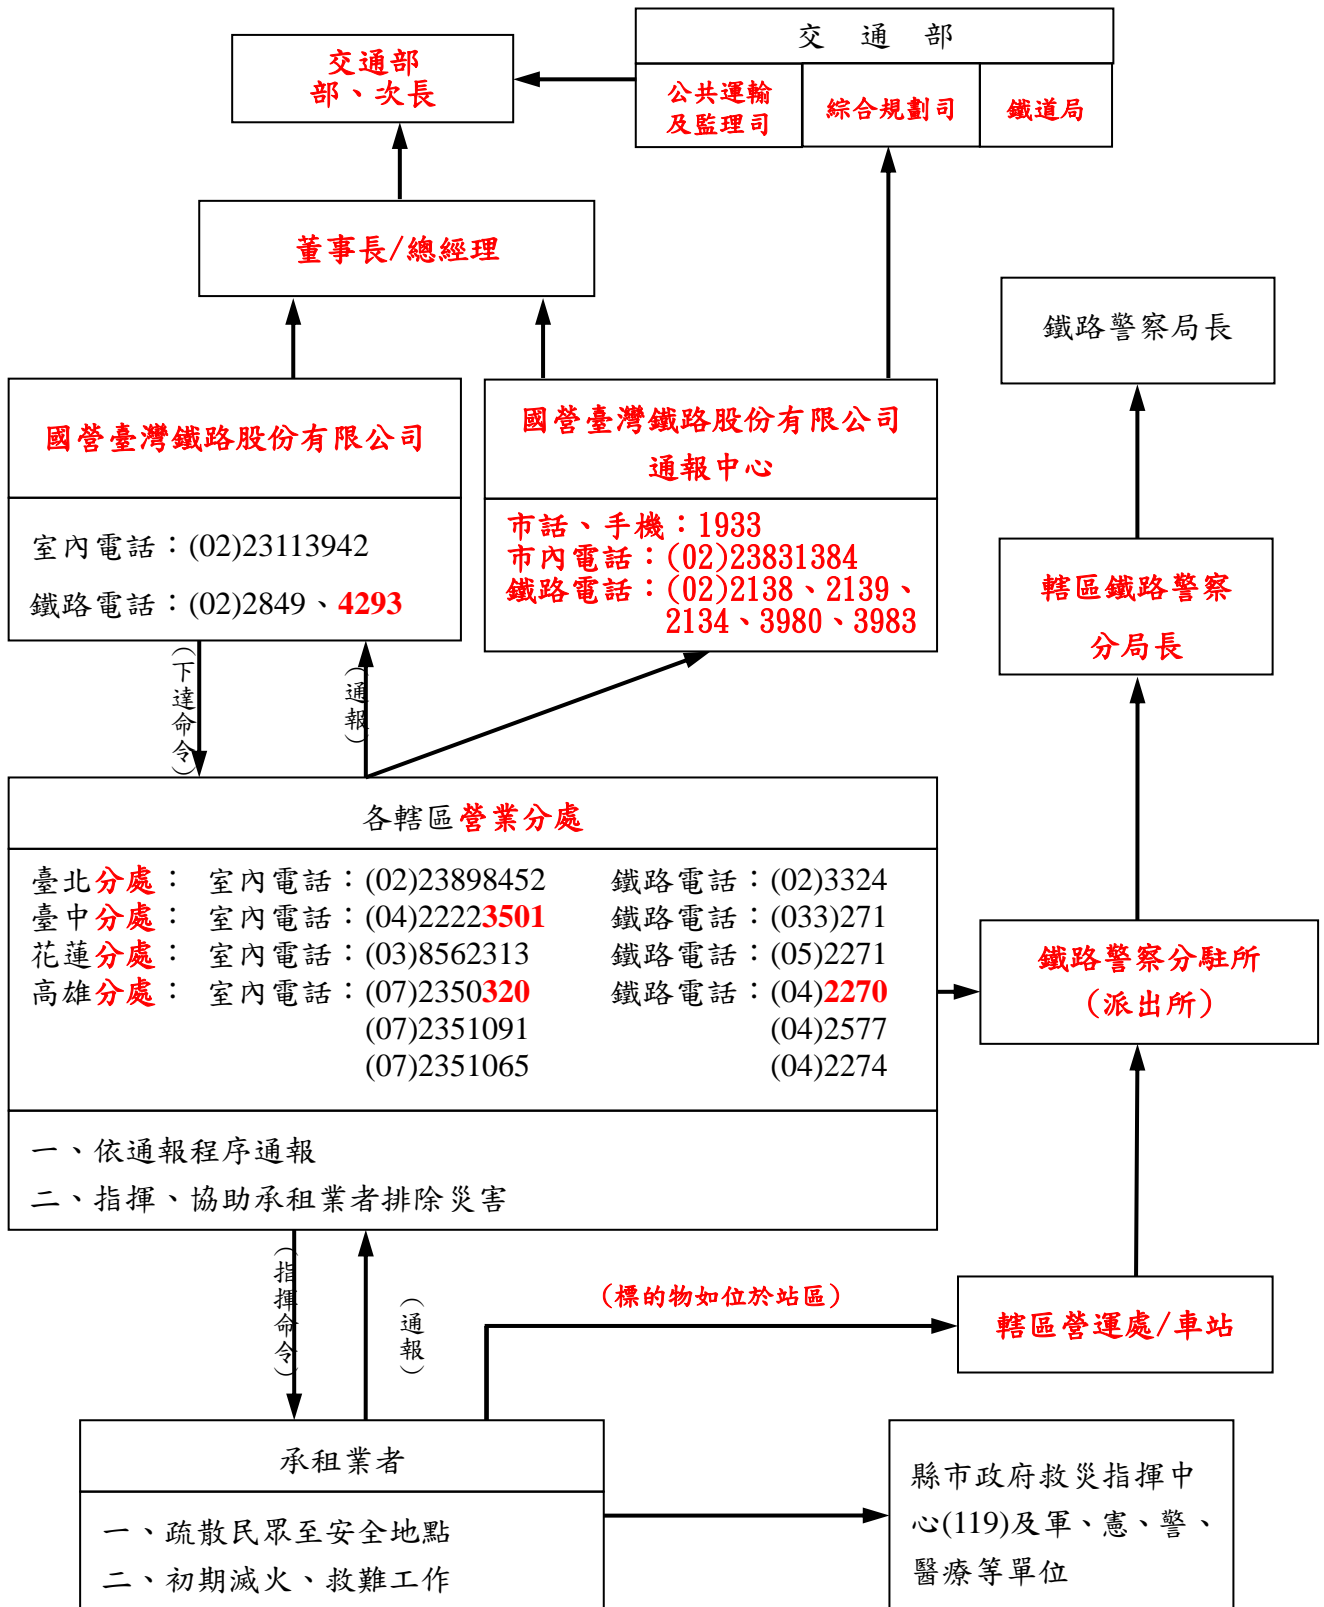 交通部
部、次長
交 通 部
公共運輸
及監理司
綜合規劃司
鐵道局
董事長/總經理
鐵路警察局長
國營臺灣鐵路股份有限公司
室內電話：(02)23113942
鐵路電話：(02)2849、4293
國營臺灣鐵路股份有限公司
通報中心
市話、手機：1933
市內電話：(02)23831384
鐵路電話：(02)2138、2139、
2134、3980、3983
轄區鐵路警察
分局長
（下達命令）
（通報）
各轄區營業分處
臺北分處： 室內電話：(02)23898452 鐵路電話：(02)3324
臺中分處： 室內電話：(04)22223501 鐵路電話：(033)271
花蓮分處： 室內電話：(03)8562313 鐵路電話：(05)2271
高雄分處： 室內電話：(07)2350320 鐵路電話：(04)2270
(07)2351091 (04)2577
(07)2351065 (04)2274
一、依通報程序通報
二、指揮、協助承租業者排除災害
鐵路警察分駐所
（派出所）
（指揮命令）
（通報）
（標的物如位於站區）
轄區營運處/車站
承租業者
一、疏散民眾至安全地點
二、初期滅火、救難工作
縣市政府救災指揮中
心(119)及軍、憲、警、
醫療等單位